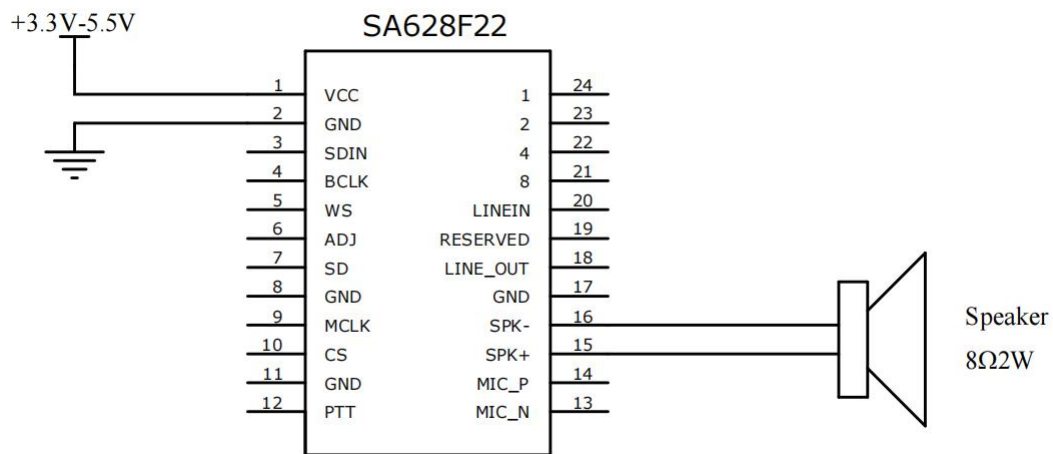 +3.3V-5.5V
SA628F22
1 VCC 1 24
2 GND 2 23
3 SDIN 4 22
4 BCLK 8 21
5 WS LINEIN 20
6 ADJ RESERVED 19
7 SD LINE_OUT 18
8 GND GND 17
9 MCLK SPK- 16
10 CS SPK+ 15
11 GND MIC_P 14
12 PTT MIC_N 13
Speaker
8Ω2W